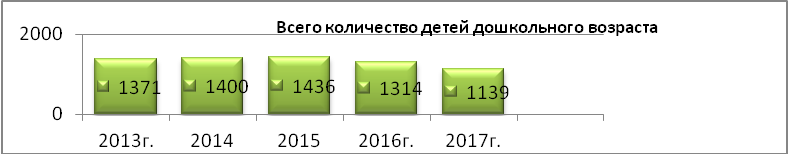 Всего количество детей дошкольного возраста
2000
0
1371 1400 1436 1314 1139
2013г. 2014 2015 2016г. 2017г.